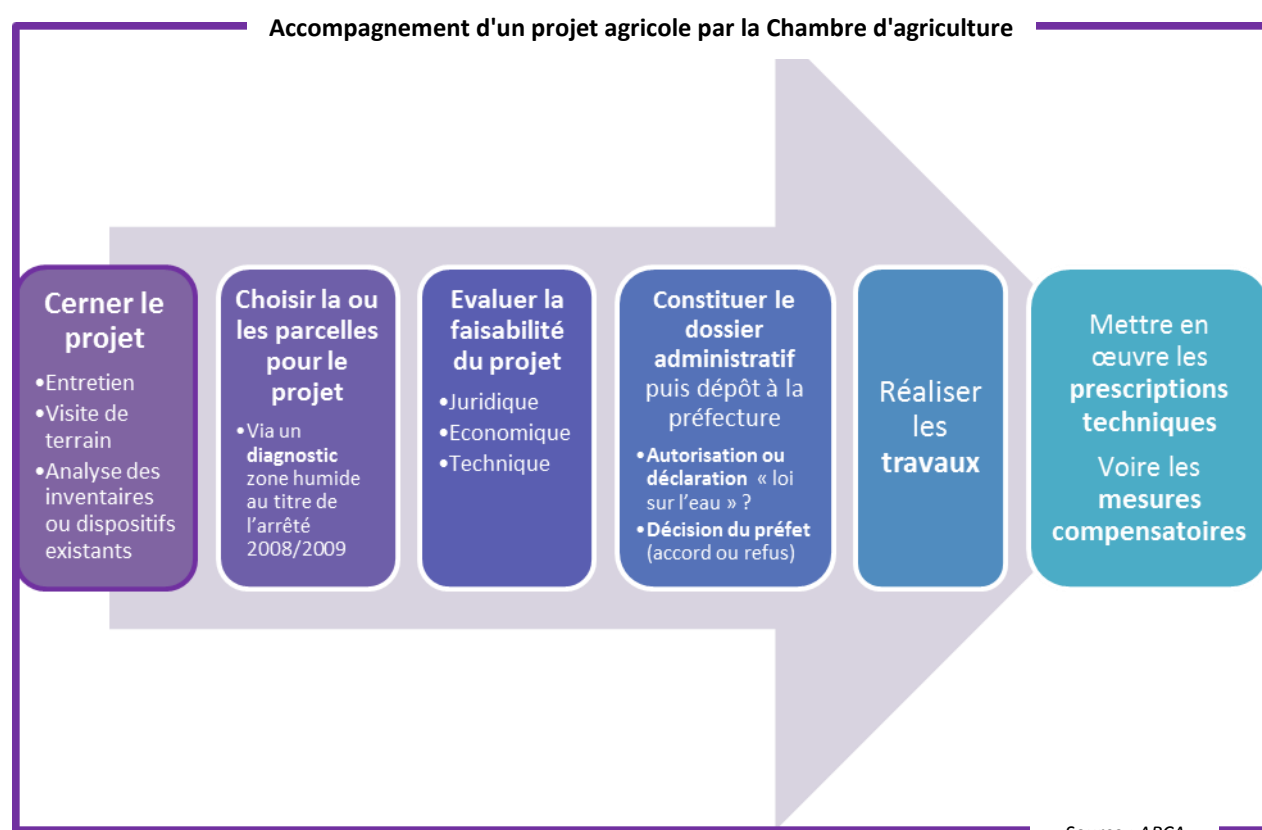 Accompagnement d'un projet agricole par la Chambre d'agriculture
Cerner le
projet
•Entretien
•Visite de
terrain
•Analyse des
inventaires
ou dispositifs
existants
Choisir la ou
les parcelles
pour le
projet
•Via un
diagnostic
zone humide
au titre de
l'arrêté
2008/2009
Evaluer la
faisabilité
du projet
•Juridique
•Economique
•Technique
Constituer le
dossier
administratif
puis dépôt à la
préfecture
•Autorisation ou
déclaration « loi
sur l'eau » ?
•Décision du préfet
(accord ou refus)
Réaliser
les
travaux
Mettre en
œuvre les
prescriptions
techniques
Voire les
mesures
compensatoires